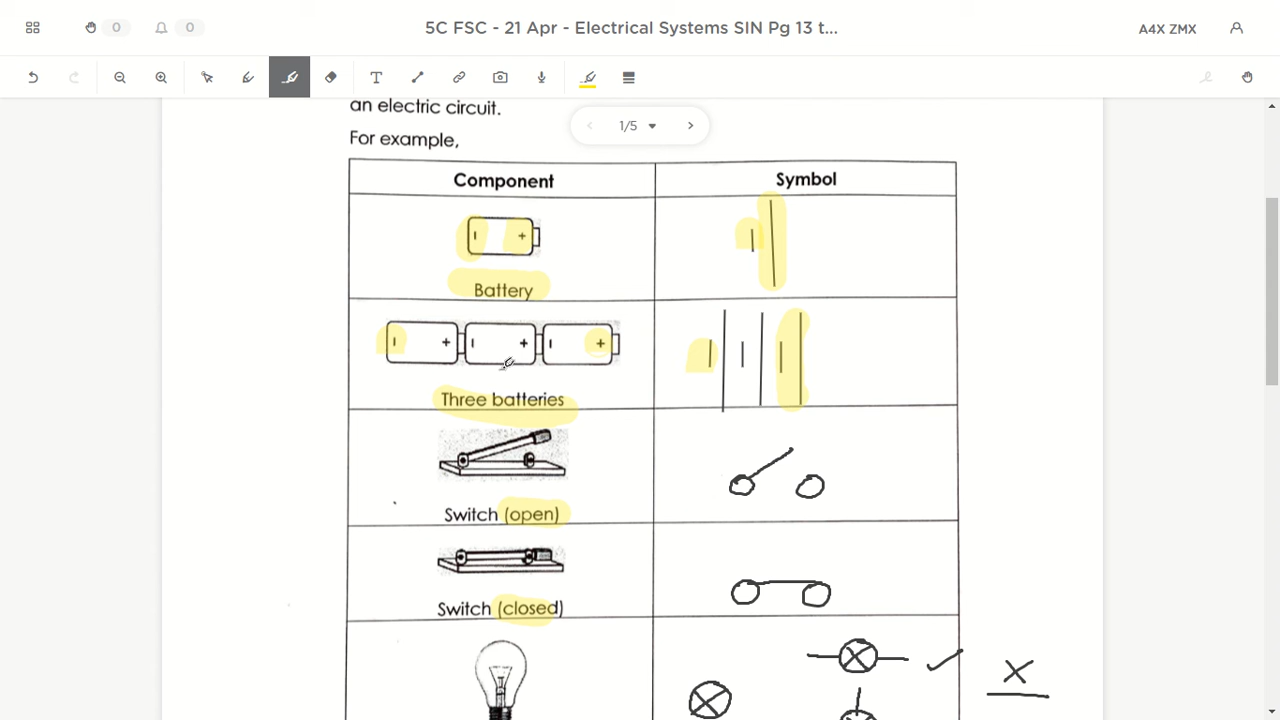 0
0
5C FSC - 21 Apr - Electrical Systems SIN Pg 13 t...
A4X ZMX
an electric circuit.
1/5
For example,
Component
Symbol
Battery
Three batteries
Switch (open)
Switch (closed)